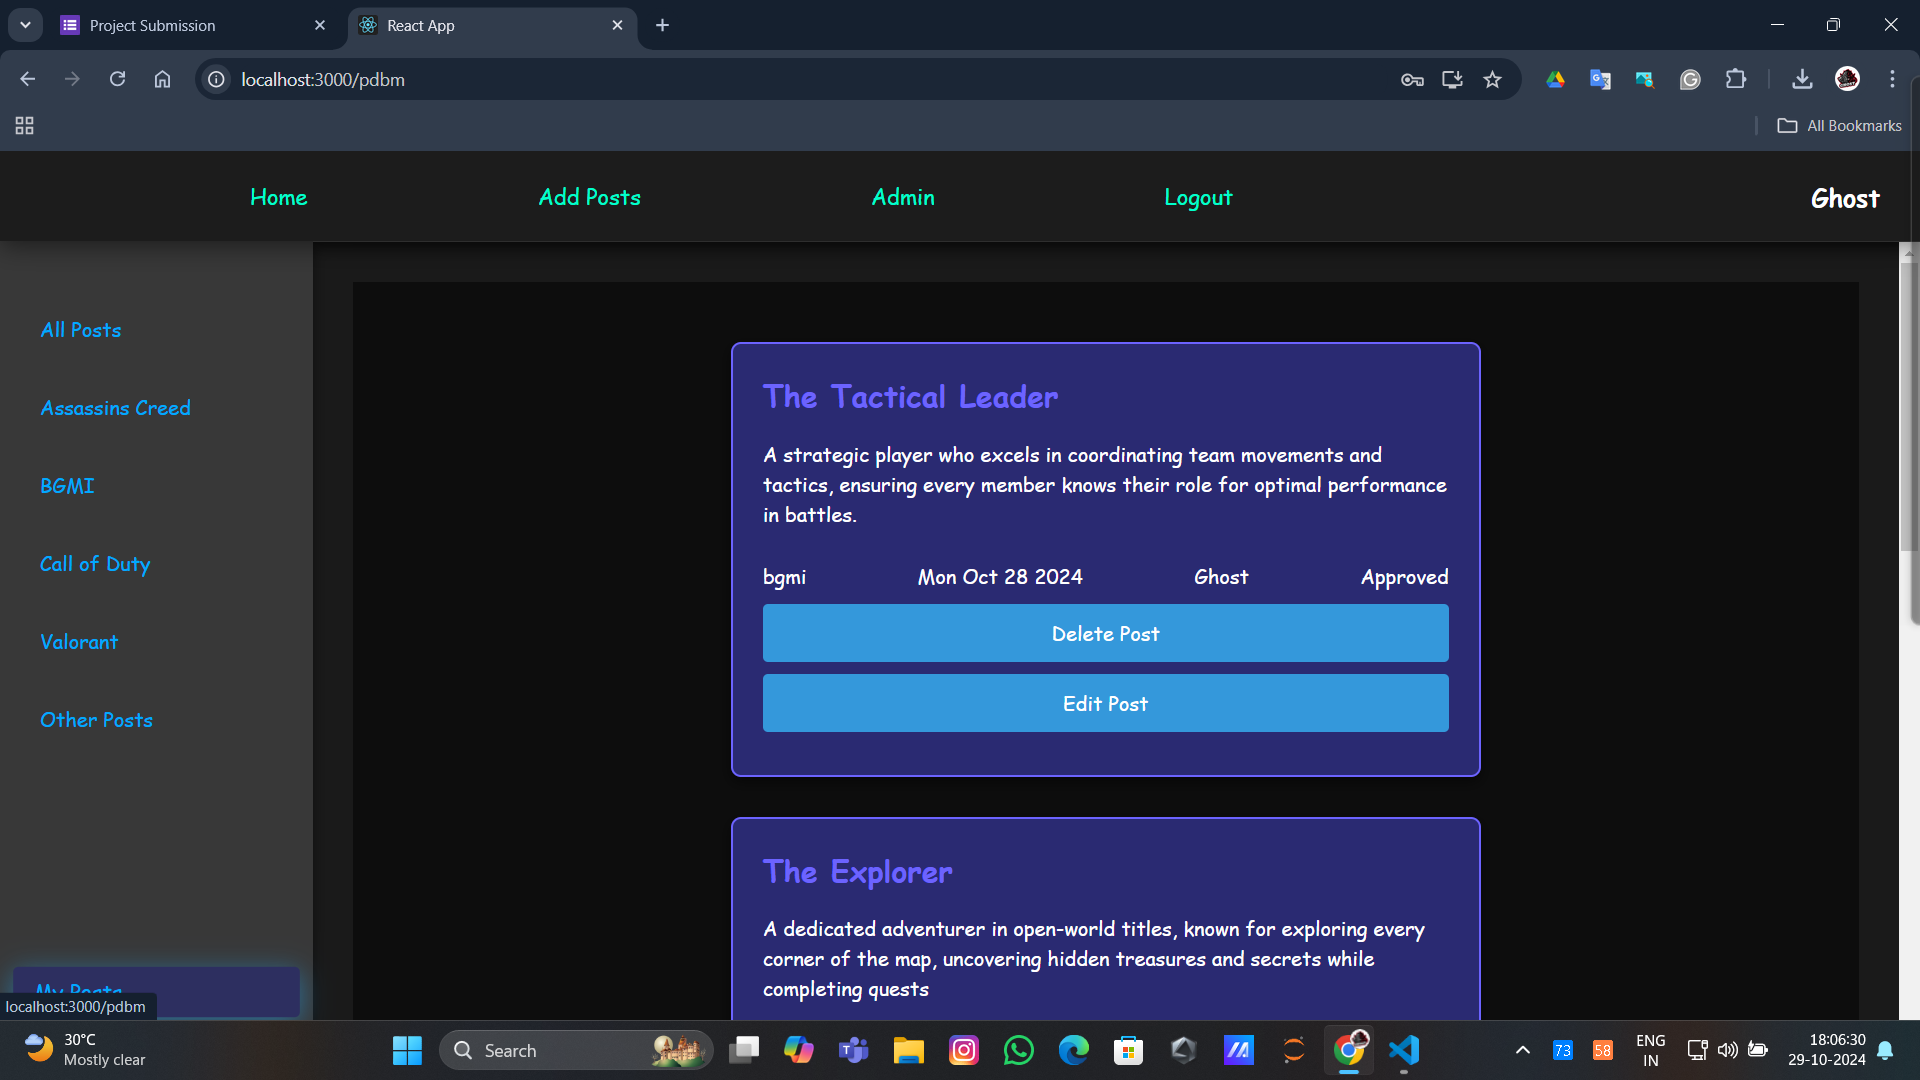 Project Submission
React App
localhost:3000/pdbm
All Bookmarks
Home
Add Posts
Admin
Logout
Ghost
All Posts
Assassins Creed
BGMI
Call of Duty
Valorant
Other Posts
My Posts
localhost:3000/pdbm
The Tactical Leader
A strategic player who excels in coordinating team movements and
tactics, ensuring every member knows their role for optimal performance
in battles.
bgmi Mon Oct 28 2024 Ghost Approved
Delete Post
Edit Post
The Explorer
A dedicated adventurer in open-world titles, known for exploring every
corner of the map, uncovering hidden treasures and secrets while
completing quests
30°C
Mostly clear
Search
73
58
ENG
IN
18:06:30
29-10-2024